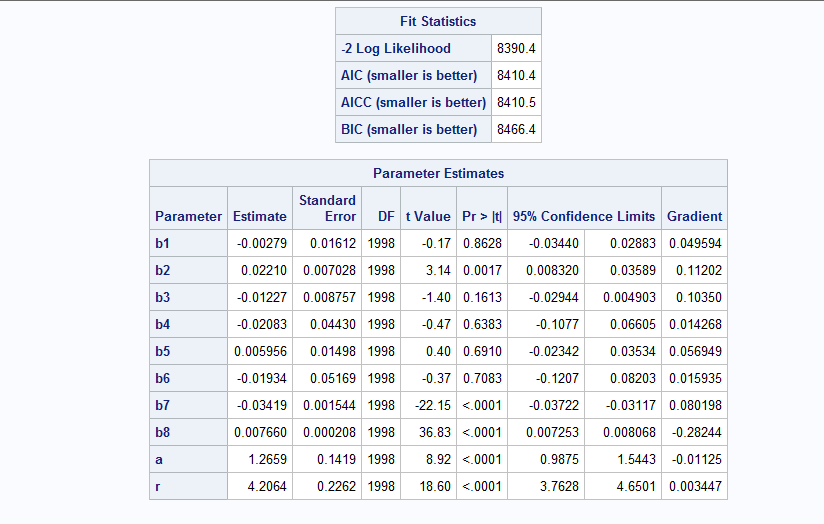 Fit Statistics
-2 Log Likelihood 8390.4
AIC (smaller is better) 8410.4
AICC (smaller is better) 8410.5
BIC (smaller is better) 8466.4
Parameter Estimates
Parameter Estimate Standard Error DF t Value Pr > |t| 95% Confidence Limits Gradient
b1 -0.00279 0.01612 1998 -0.17 0.8628 -0.03440 0.02883 0.049594
b2 0.02210 0.007028 1998 3.14 0.0017 0.008320 0.03589 0.11202
b3 -0.01227 0.008757 1998 -1.40 0.1613 -0.02944 0.004903 0.10350
b4 -0.02083 0.04430 1998 -0.47 0.6383 -0.1077 0.06605 0.014268
b5 0.005956 0.01498 1998 0.40 0.6910 -0.02342 0.03534 0.056949
b6 -0.01934 0.05169 1998 -0.37 0.7083 -0.1207 0.08203 0.015935
b7 -0.03419 0.001544 1998 -22.15 <.0001 -0.03722 -0.03117 0.080198
b8 0.007660 0.000208 1998 36.83 <.0001 0.007253 0.008068 -0.28244
a 1.2659 0.1419 1998 8.92 <.0001 0.9875 1.5443 -0.01125
r 4.2064 0.2262 1998 18.60 <.0001 3.7628 4.6501 0.003447